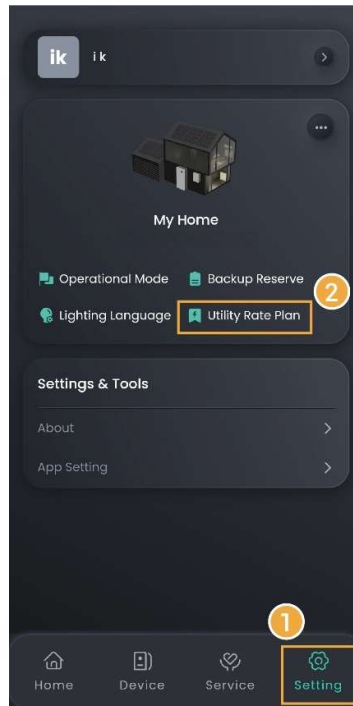 ik i k
My Home
Operational Mode Backup Reserve
2
Lighting Language Utility Rate Plan
Settings & Tools
About
App Setting
1
Home Device Service Setting